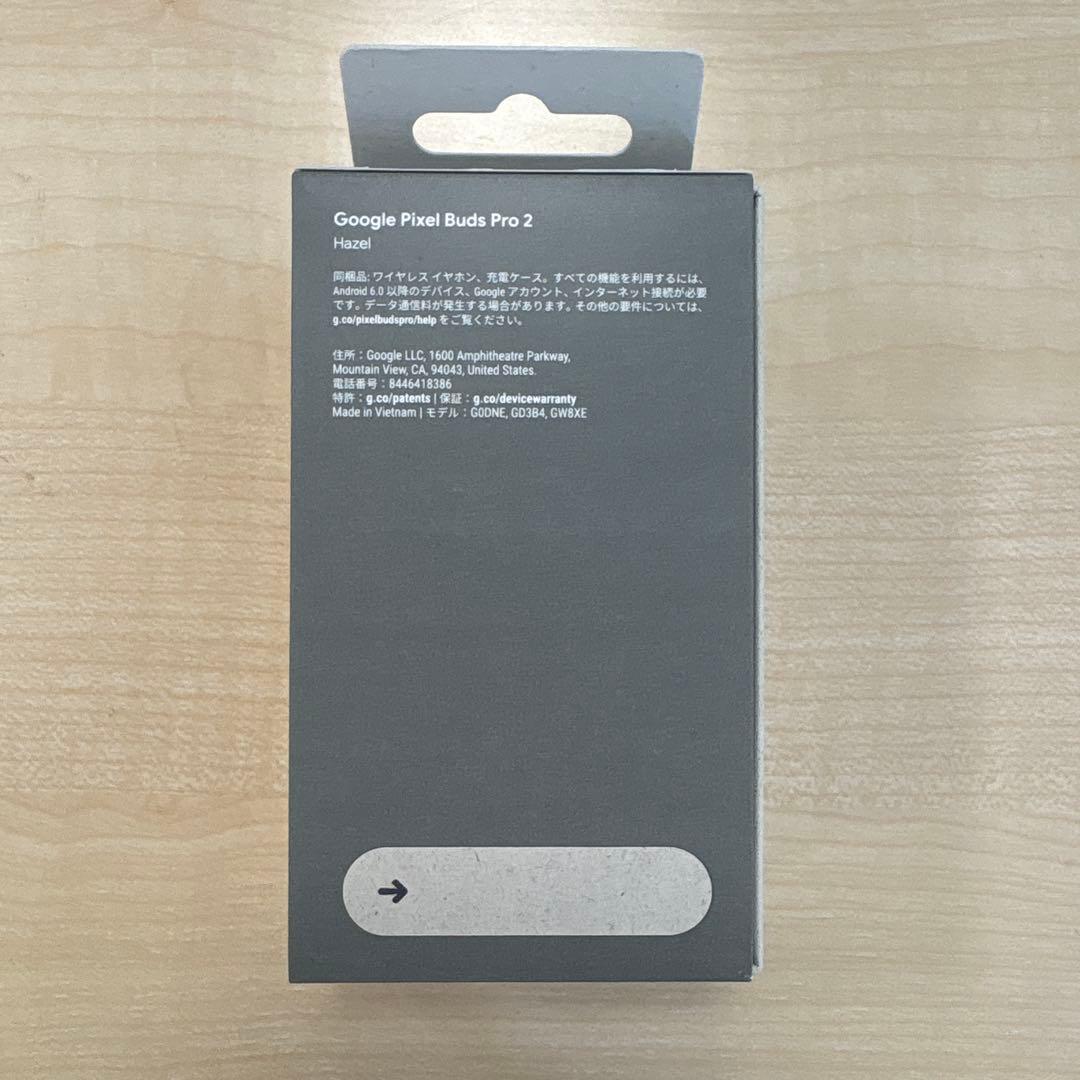 Google Pixel Buds Pro 2
Hazel
同梱品: ワイヤレス イヤホン、充電ケース。すべての機能を利用するには、
Android 6.0 以降のデバイス、Google アカウント、インターネット接続が必要
です。データ通信料が発生する場合があります。その他の要件については、
g.co/pixelbudspro/help をご覧ください。
住所：Google LLC, 1600 Amphitheatre Parkway,
Mountain View, CA, 94043, United States.
電話番号：8446418386
特許：g.co/patents | 保証：g.co/devicewarranty
Made in Vietnam | モデル：G0DNE, GD3B4, GW8XE